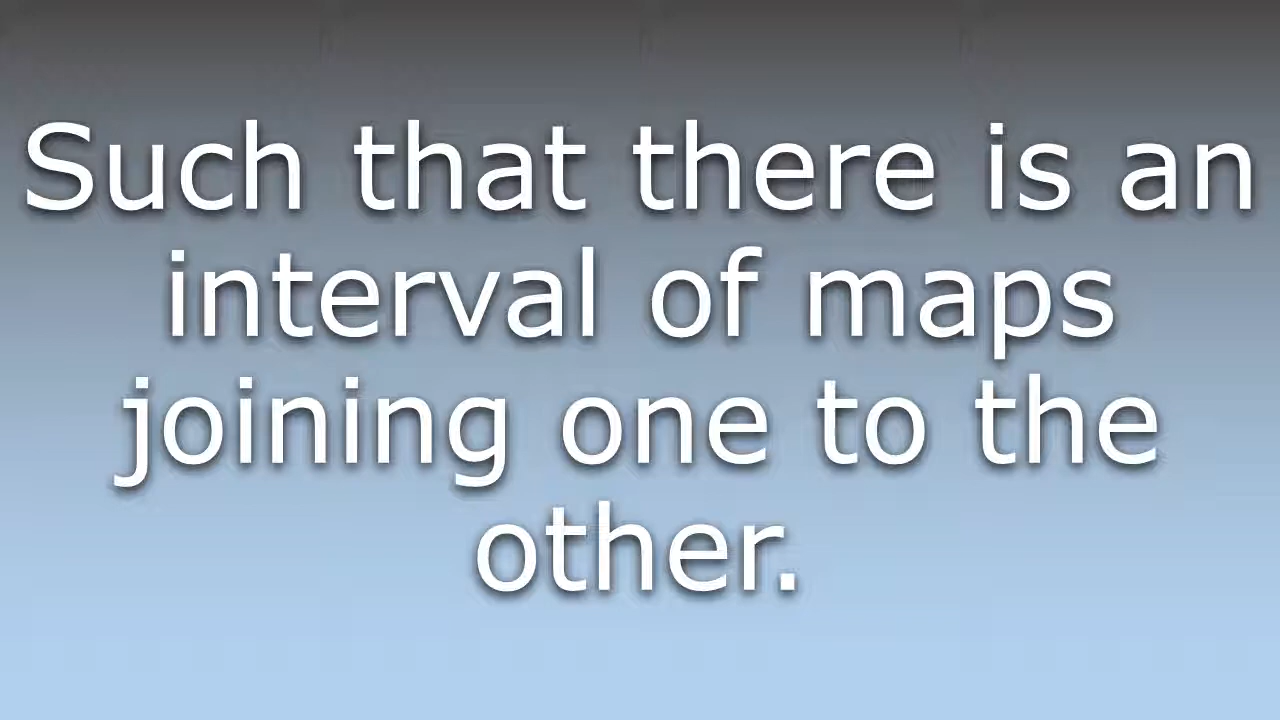 Such that there is an
interval of maps
joining one to the
other.